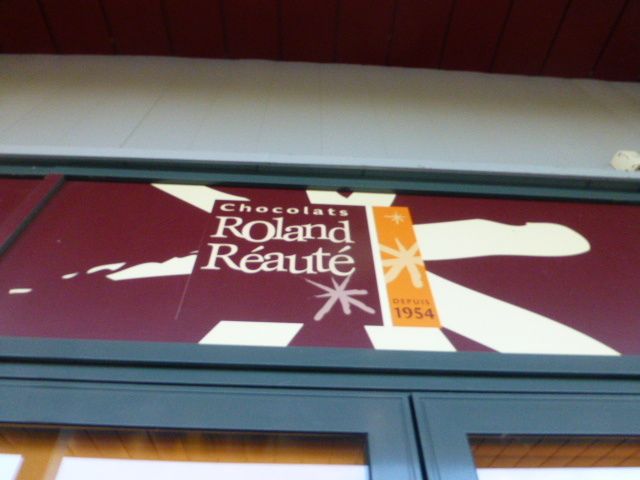 Chocolats
Roland
Réauté
DEPUIS
1954